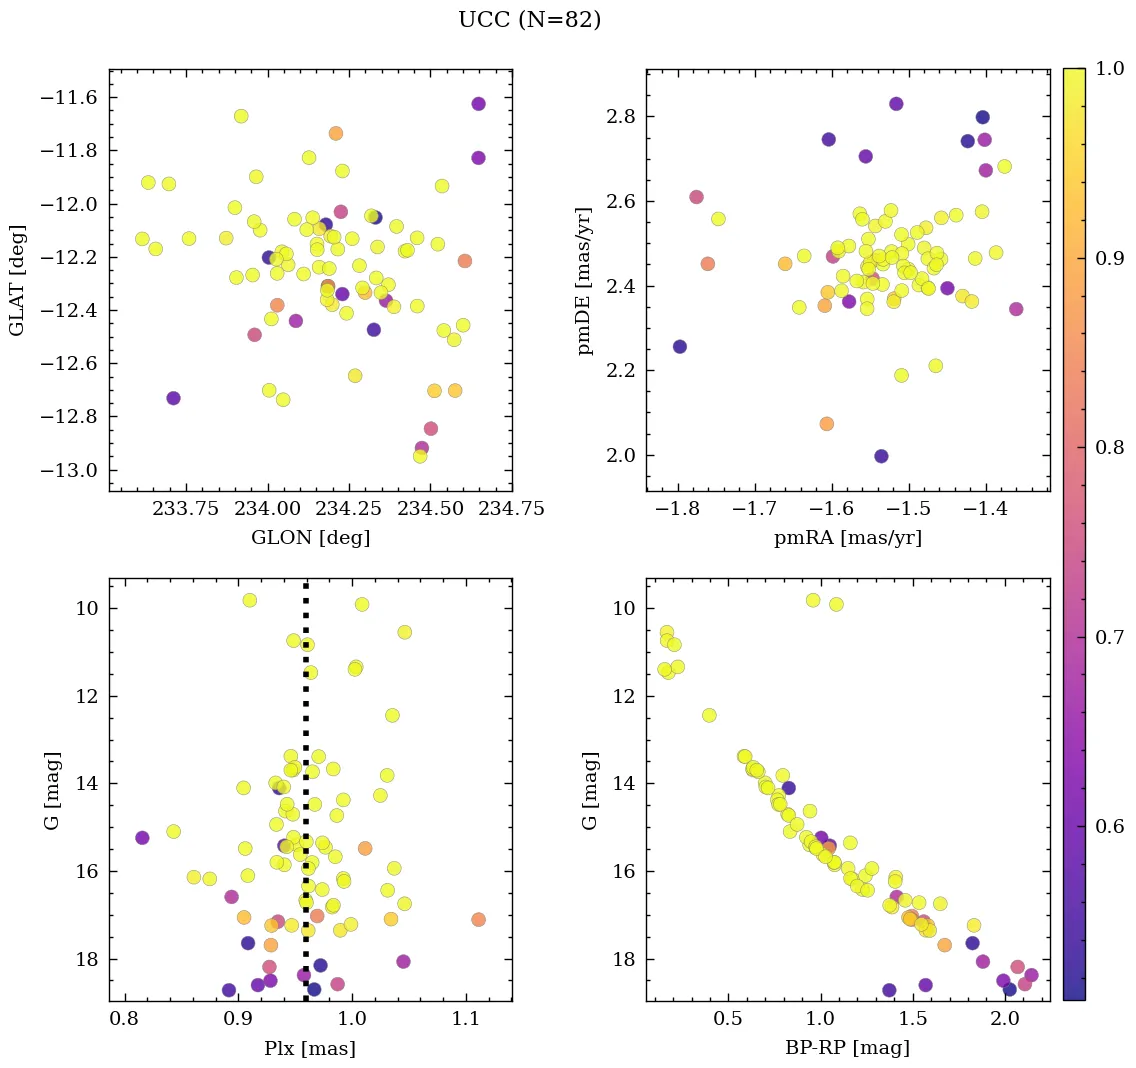 UCC (N=82)
−11.6
−11.8
−12.0
−12.2
−12.4
−12.6
−12.8
−13.0
GLAT [deg]
233.75 234.00 234.25 234.50 234.75
GLON [deg]
2.8
2.6
2.4
2.2
2.0
pmDE [mas/yr]
−1.8 −1.7 −1.6 −1.5 −1.4
pmRA [mas/yr]
10
12
14
16
18
G [mag]
0.8 0.9 1.0 1.1
Plx [mas]
10
12
14
16
18
G [mag]
0.5 1.0 1.5 2.0
BP-RP [mag]
1.0
0.9
0.8
0.7
0.6